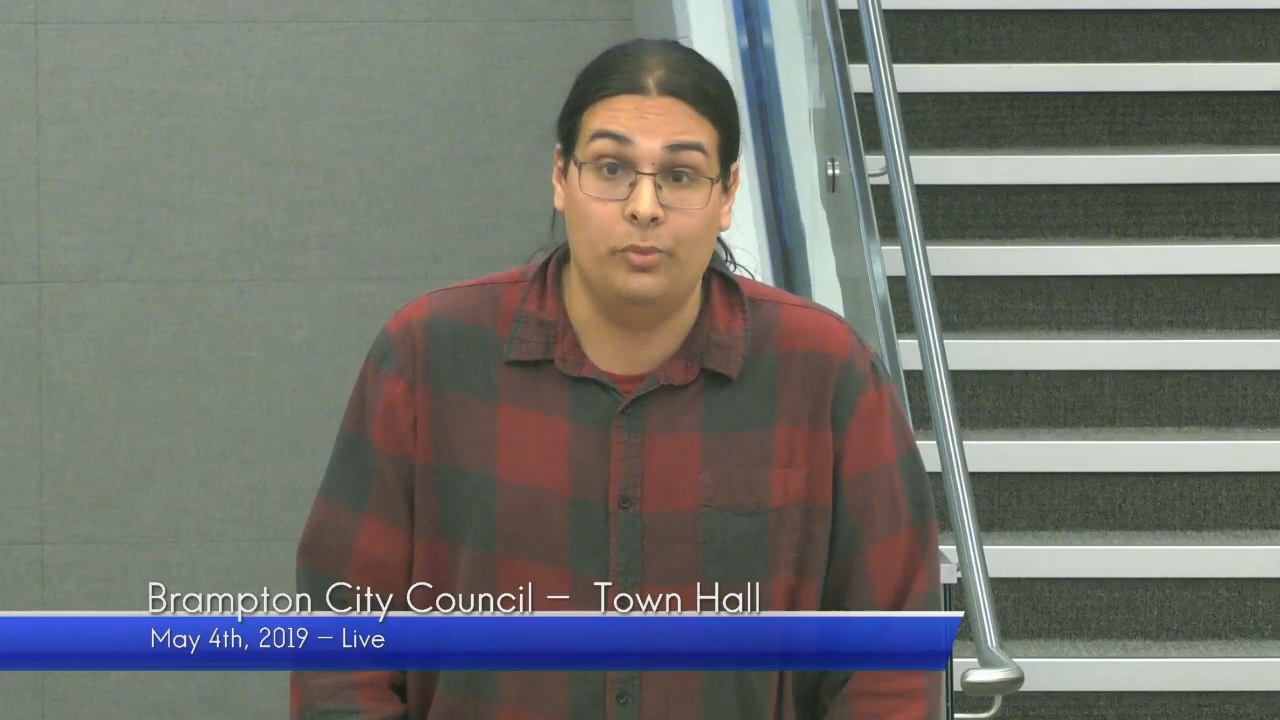 Brampton City Council – Town Hall
May 4th, 2019 – Live